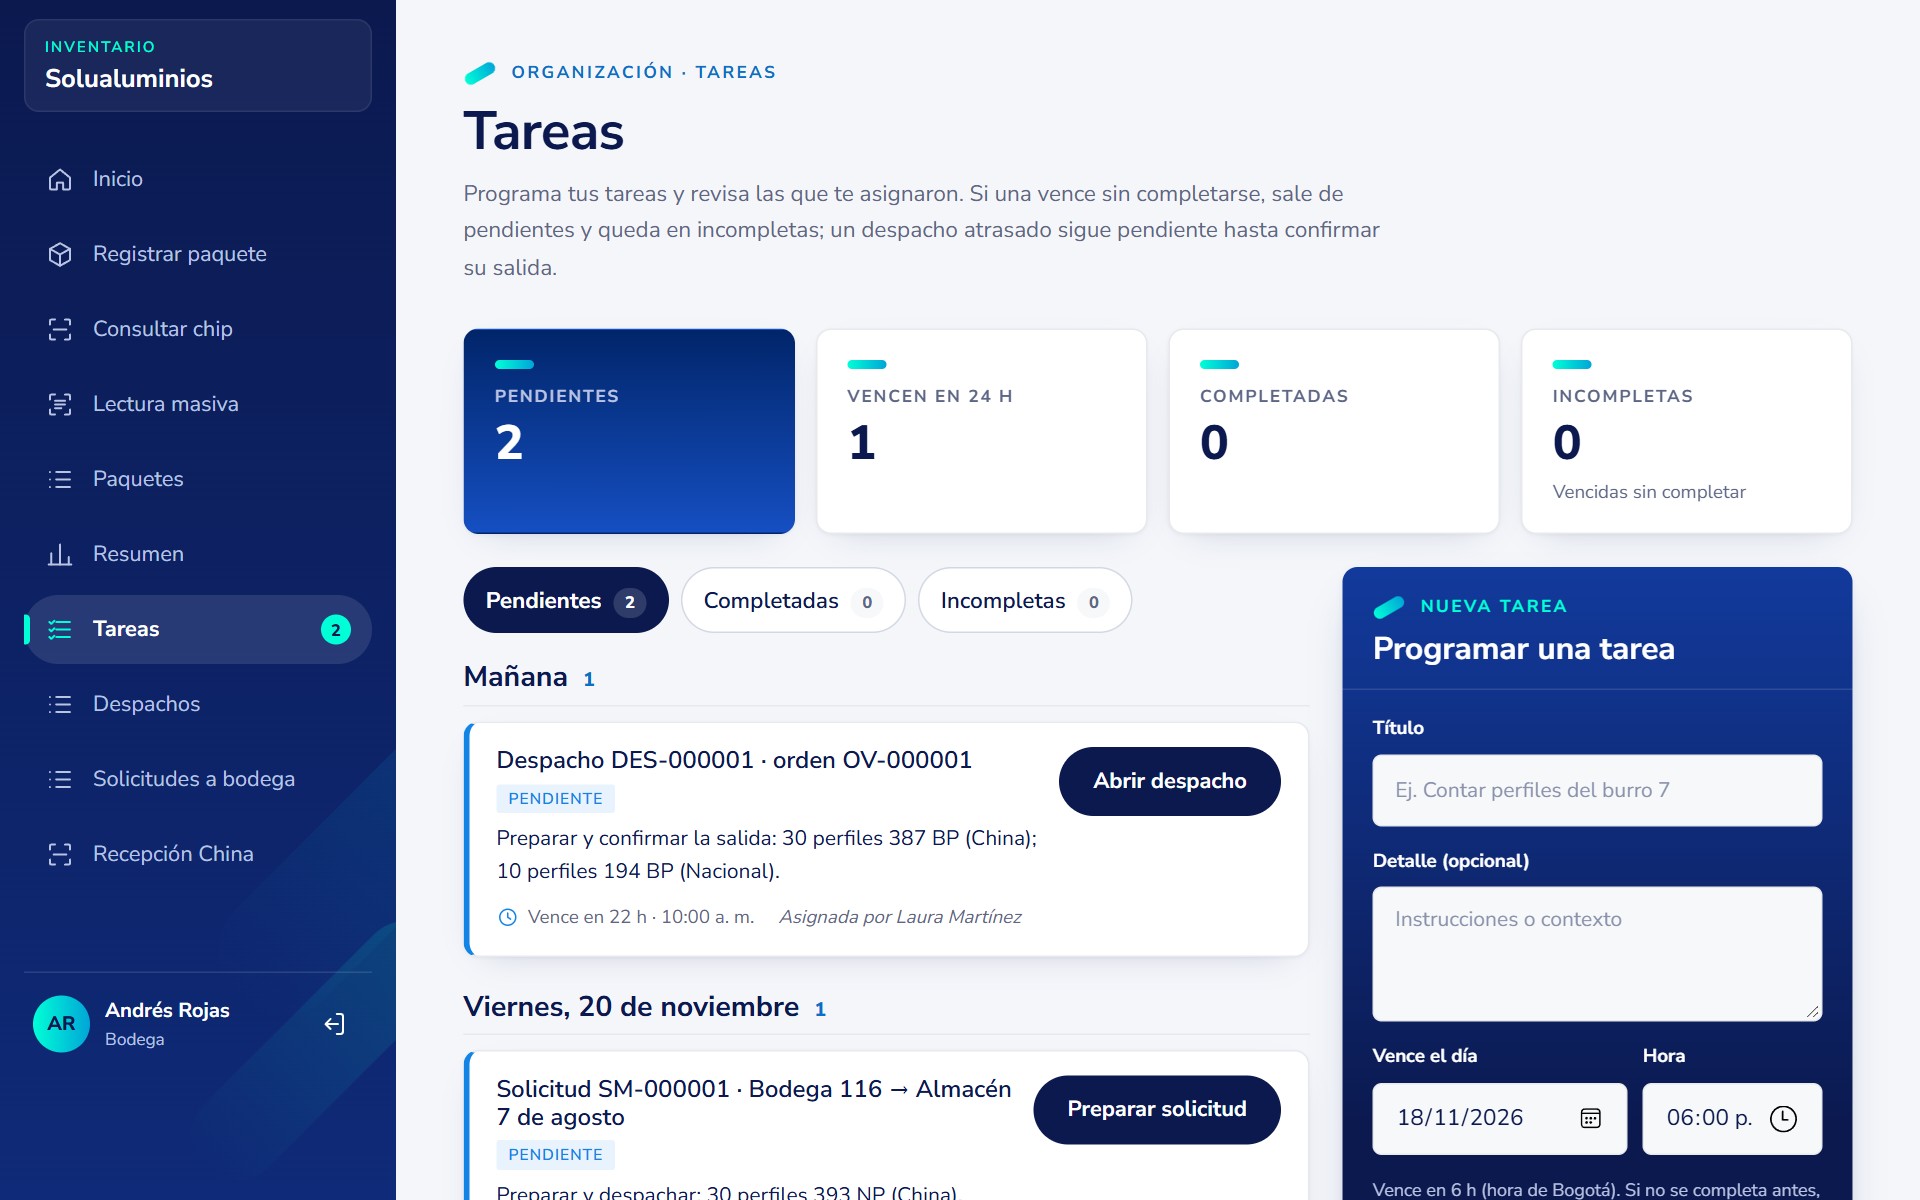 INVENTARIO
Solualuminios
Inicio
Registrar paquete
Consultar chip
Lectura masiva
Paquetes
Resumen
Tareas 2
Despachos
Solicitudes a bodega
Recepción China
AR
Andrés Rojas
Bodega
ORGANIZACIÓN · TAREAS
Tareas
Programa tus tareas y revisa las que te asignaron. Si una vence sin completarse, sale de
pendientes y queda en incompletas; un despacho atrasado sigue pendiente hasta confirmar
su salida.
PENDIENTES
2
VENCEN EN 24 H
1
COMPLETADAS
0
INCOMPLETAS
0
Vencidas sin completar
Pendientes 2
Completadas 0
Incompletas 0
Mañana 1
Despacho DES-000001 · orden OV-000001
PENDIENTE
Preparar y confirmar la salida: 30 perfiles 387 BP (China);
10 perfiles 194 BP (Nacional).
Vence en 22 h · 10:00 a. m. Asignada por Laura Martínez
Abrir despacho
Viernes, 20 de noviembre 1
Solicitud SM-000001 · Bodega 116 → Almacén
7 de agosto
PENDIENTE
Preparar y despachar: 30 perfiles 393 NP (China).
Preparar solicitud
NUEVA TAREA
Programar una tarea
Título
Ej. Contar perfiles del burro 7
Detalle (opcional)
Instrucciones o contexto
Vence el día
Hora
18/11/2026
06:00 p.
Vence en 6 h (hora de Bogotá). Si no se completa antes,